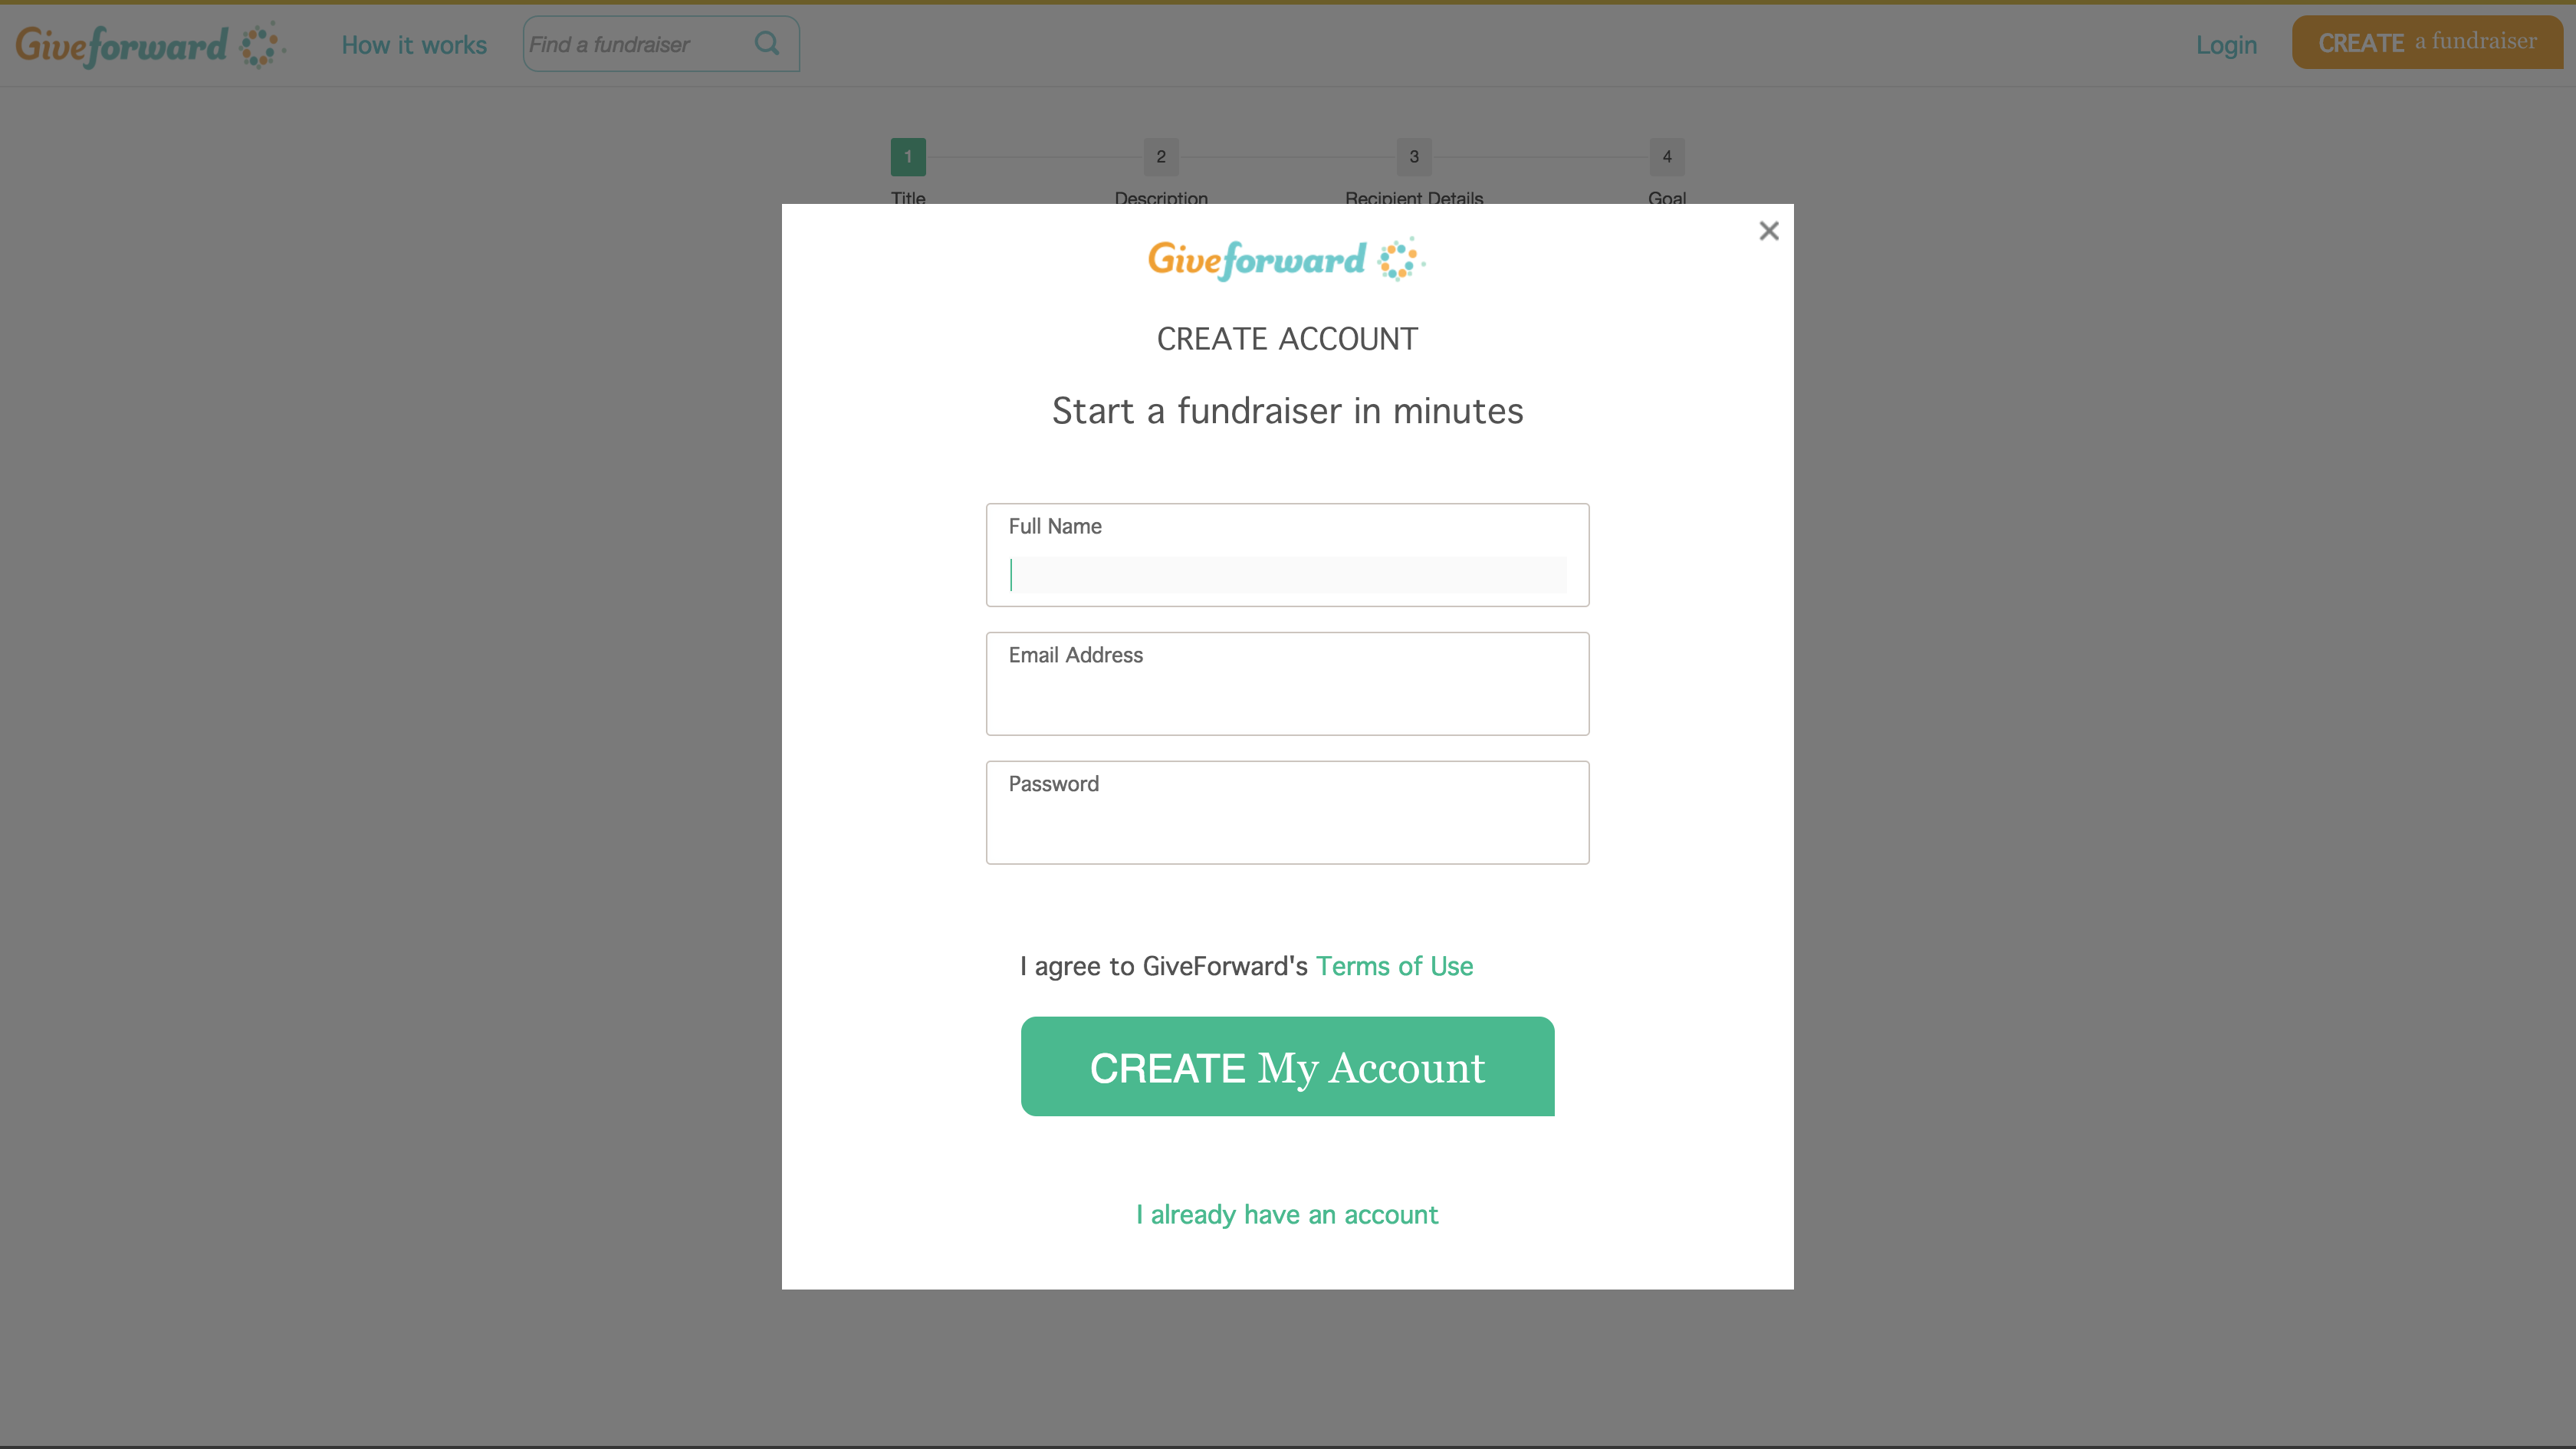 Giveforward
How it works
Find a fundraiser
Login
CREATE a fundraiser
1
2
3
4
Title
Description
Recipient Details
Goal
Giveforward
CREATE ACCOUNT
Start a fundraiser in minutes
Full Name
Email Address
Password
I agree to GiveForward's Terms of Use
CREATE My Account
I already have an account